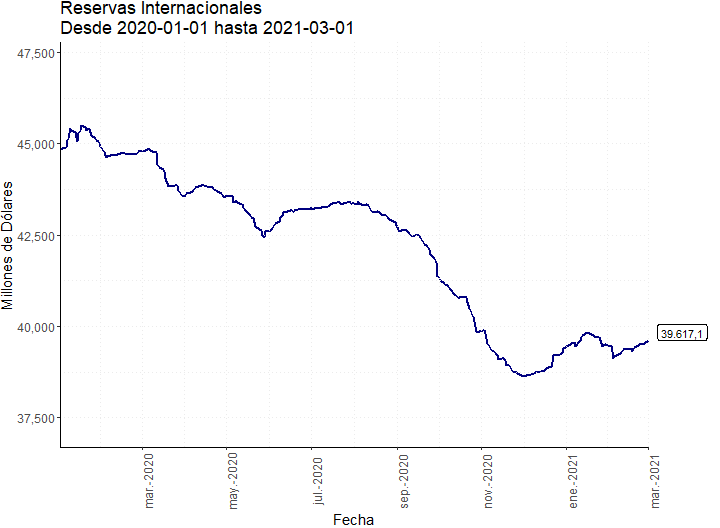 Reservas Internacionales
Desde 2020-01-01 hasta 2021-03-01
Millones de Dólares
47,500
45,000
42,500
40,000
37,500
39.617,1
mar.-2020
may.-2020
jul.-2020
sep.-2020
nov.-2020
ene.-2021
mar.-2021
Fecha